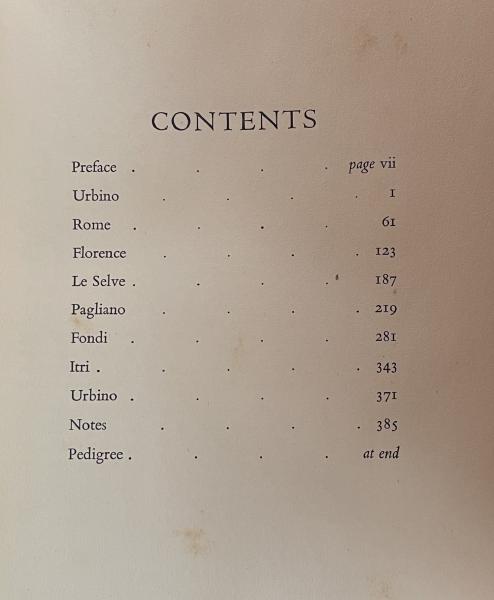 CONTENTS
Preface . . . . page vii
Urbino . . . . 1
Rome . . . . 61
Florence . . . . 123
Le Selve . . . . 187
Pagliano . . . . 219
Fondi . . . . 281
Itri . . . . . 343
Urbino . . . . 371
Notes . . . . 385
Pedigree . . . . at end